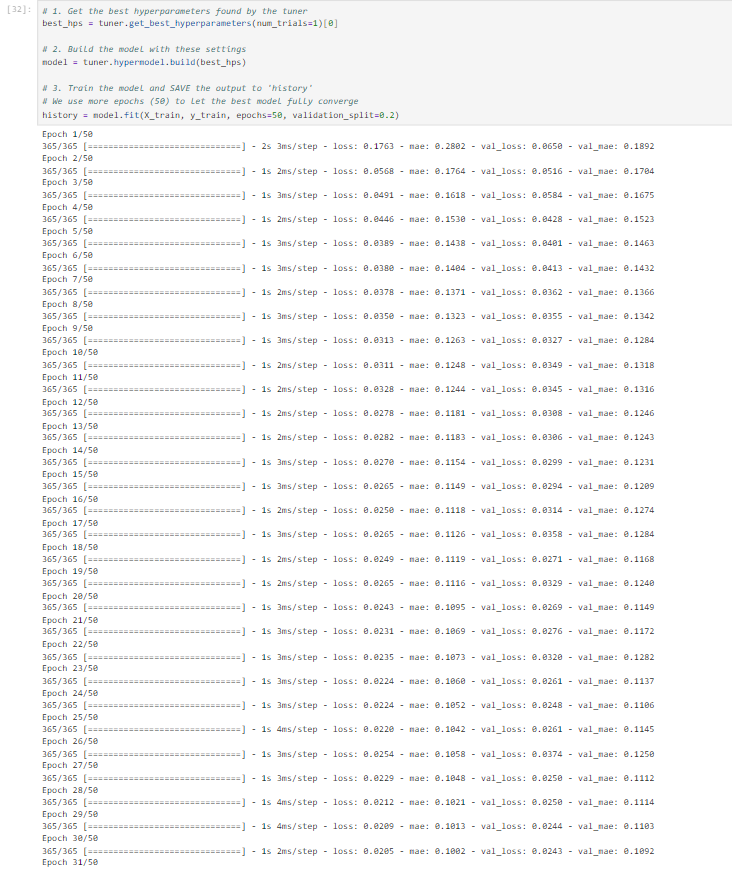 [32]:
# 1. Get the best hyperparameters found by the tuner
best_hps = tuner.get_best_hyperparameters(num_trials=1)[0]
# 2. Build the model with these settings
model = tuner.hypermodel.build(best_hps)
# 3. Train the model and SAVE the output to 'history'
# We use more epochs (50) to let the best model fully converge
history = model.fit(X_train, y_train, epochs=50, validation_split=0.2)
Epoch 1/50
365/365 [==============================] - 2s 3ms/step - loss: 0.1763 - mae: 0.2802 - val_loss: 0.0650 - val_mae: 0.1892
Epoch 2/50
365/365 [==============================] - 1s 2ms/step - loss: 0.0568 - mae: 0.1764 - val_loss: 0.0516 - val_mae: 0.1704
Epoch 3/50
365/365 [==============================] - 1s 3ms/step - loss: 0.0491 - mae: 0.1618 - val_loss: 0.0584 - val_mae: 0.1675
Epoch 4/50
365/365 [==============================] - 1s 2ms/step - loss: 0.0446 - mae: 0.1530 - val_loss: 0.0428 - val_mae: 0.1523
Epoch 5/50
365/365 [==============================] - 1s 3ms/step - loss: 0.0389 - mae: 0.1438 - val_loss: 0.0401 - val_mae: 0.1463
Epoch 6/50
365/365 [==============================] - 1s 3ms/step - loss: 0.0380 - mae: 0.1404 - val_loss: 0.0413 - val_mae: 0.1432
Epoch 7/50
365/365 [==============================] - 1s 2ms/step - loss: 0.0378 - mae: 0.1371 - val_loss: 0.0362 - val_mae: 0.1366
Epoch 8/50
365/365 [==============================] - 1s 3ms/step - loss: 0.0350 - mae: 0.1323 - val_loss: 0.0355 - val_mae: 0.1342
Epoch 9/50
365/365 [==============================] - 1s 3ms/step - loss: 0.0313 - mae: 0.1263 - val_loss: 0.0327 - val_mae: 0.1284
Epoch 10/50
365/365 [==============================] - 1s 2ms/step - loss: 0.0311 - mae: 0.1248 - val_loss: 0.0349 - val_mae: 0.1318
Epoch 11/50
365/365 [==============================] - 1s 2ms/step - loss: 0.0328 - mae: 0.1244 - val_loss: 0.0345 - val_mae: 0.1316
Epoch 12/50
365/365 [==============================] - 1s 2ms/step - loss: 0.0278 - mae: 0.1181 - val_loss: 0.0308 - val_mae: 0.1246
Epoch 13/50
365/365 [==============================] - 1s 2ms/step - loss: 0.0282 - mae: 0.1183 - val_loss: 0.0306 - val_mae: 0.1243
Epoch 14/50
365/365 [==============================] - 1s 3ms/step - loss: 0.0270 - mae: 0.1154 - val_loss: 0.0299 - val_mae: 0.1231
Epoch 15/50
365/365 [==============================] - 1s 3ms/step - loss: 0.0265 - mae: 0.1149 - val_loss: 0.0294 - val_mae: 0.1209
Epoch 16/50
365/365 [==============================] - 1s 2ms/step - loss: 0.0250 - mae: 0.1118 - val_loss: 0.0314 - val_mae: 0.1274
Epoch 17/50
365/365 [==============================] - 1s 3ms/step - loss: 0.0265 - mae: 0.1126 - val_loss: 0.0358 - val_mae: 0.1284
Epoch 18/50
365/365 [==============================] - 1s 2ms/step - loss: 0.0249 - mae: 0.1119 - val_loss: 0.0271 - val_mae: 0.1168
Epoch 19/50
365/365 [==============================] - 1s 2ms/step - loss: 0.0265 - mae: 0.1116 - val_loss: 0.0329 - val_mae: 0.1240
Epoch 20/50
365/365 [==============================] - 1s 3ms/step - loss: 0.0243 - mae: 0.1095 - val_loss: 0.0269 - val_mae: 0.1149
Epoch 21/50
365/365 [==============================] - 1s 3ms/step - loss: 0.0231 - mae: 0.1069 - val_loss: 0.0276 - val_mae: 0.1172
Epoch 22/50
365/365 [==============================] - 1s 3ms/step - loss: 0.0235 - mae: 0.1073 - val_loss: 0.0320 - val_mae: 0.1282
Epoch 23/50
365/365 [==============================] - 1s 3ms/step - loss: 0.0224 - mae: 0.1060 - val_loss: 0.0261 - val_mae: 0.1137
Epoch 24/50
365/365 [==============================] - 1s 3ms/step - loss: 0.0224 - mae: 0.1052 - val_loss: 0.0248 - val_mae: 0.1106
Epoch 25/50
365/365 [==============================] - 1s 4ms/step - loss: 0.0220 - mae: 0.1042 - val_loss: 0.0261 - val_mae: 0.1145
Epoch 26/50
365/365 [==============================] - 1s 3ms/step - loss: 0.0254 - mae: 0.1058 - val_loss: 0.0374 - val_mae: 0.1250
Epoch 27/50
365/365 [==============================] - 1s 3ms/step - loss: 0.0229 - mae: 0.1048 - val_loss: 0.0250 - val_mae: 0.1112
Epoch 28/50
365/365 [==============================] - 1s 4ms/step - loss: 0.0212 - mae: 0.1021 - val_loss: 0.0250 - val_mae: 0.1114
Epoch 29/50
365/365 [==============================] - 1s 4ms/step - loss: 0.0209 - mae: 0.1013 - val_loss: 0.0244 - val_mae: 0.1103
Epoch 30/50
365/365 [==============================] - 1s 2ms/step - loss: 0.0205 - mae: 0.1002 - val_loss: 0.0243 - val_mae: 0.1092
Epoch 31/50